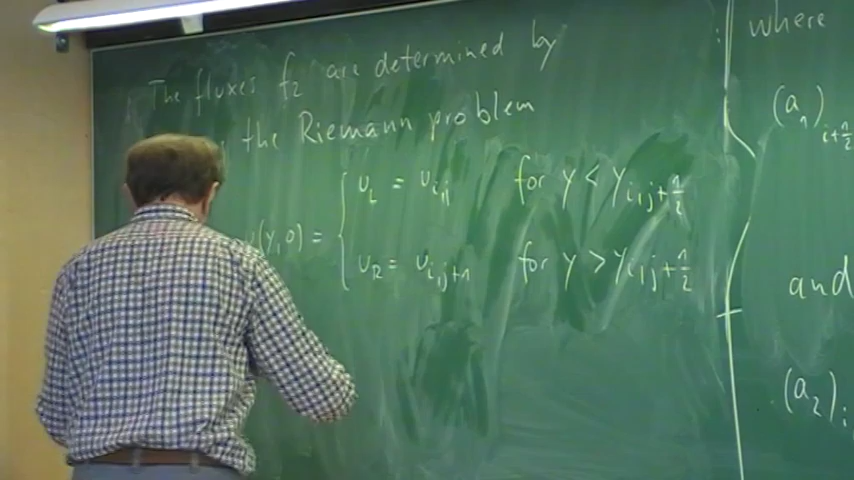 The fluxes f₂ are determined by
the Riemann problem
u(y,0) = { u_L = u_{i,j} for y < y_{i,j+1/2}
u_R = u_{i,j+1} for y > y_{i,j+1/2}
: where
(a₁)_{i+1/2}
and
(a₂)_i